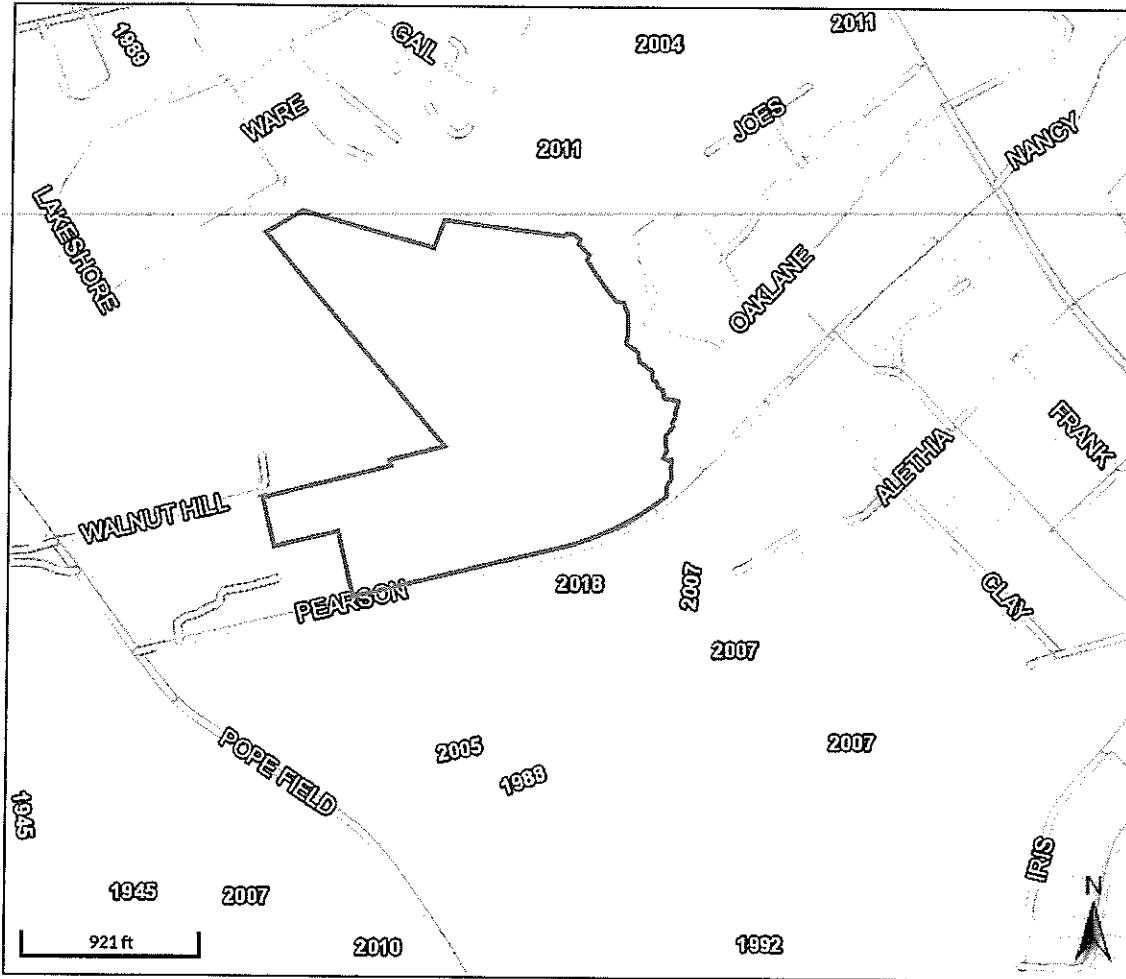 1989
GAIL
2004
2011
WARE
JOES
NANCY
2011
LAKESHORE
OAKLANE
FRANK
ALETHIA
WALNUT HILL
PEARSON
2018
2007
CLAY
2007
POPE FIELD
2005
1988
2007
1945
IRIS
1945
2007
N
921 ft
2010
1992